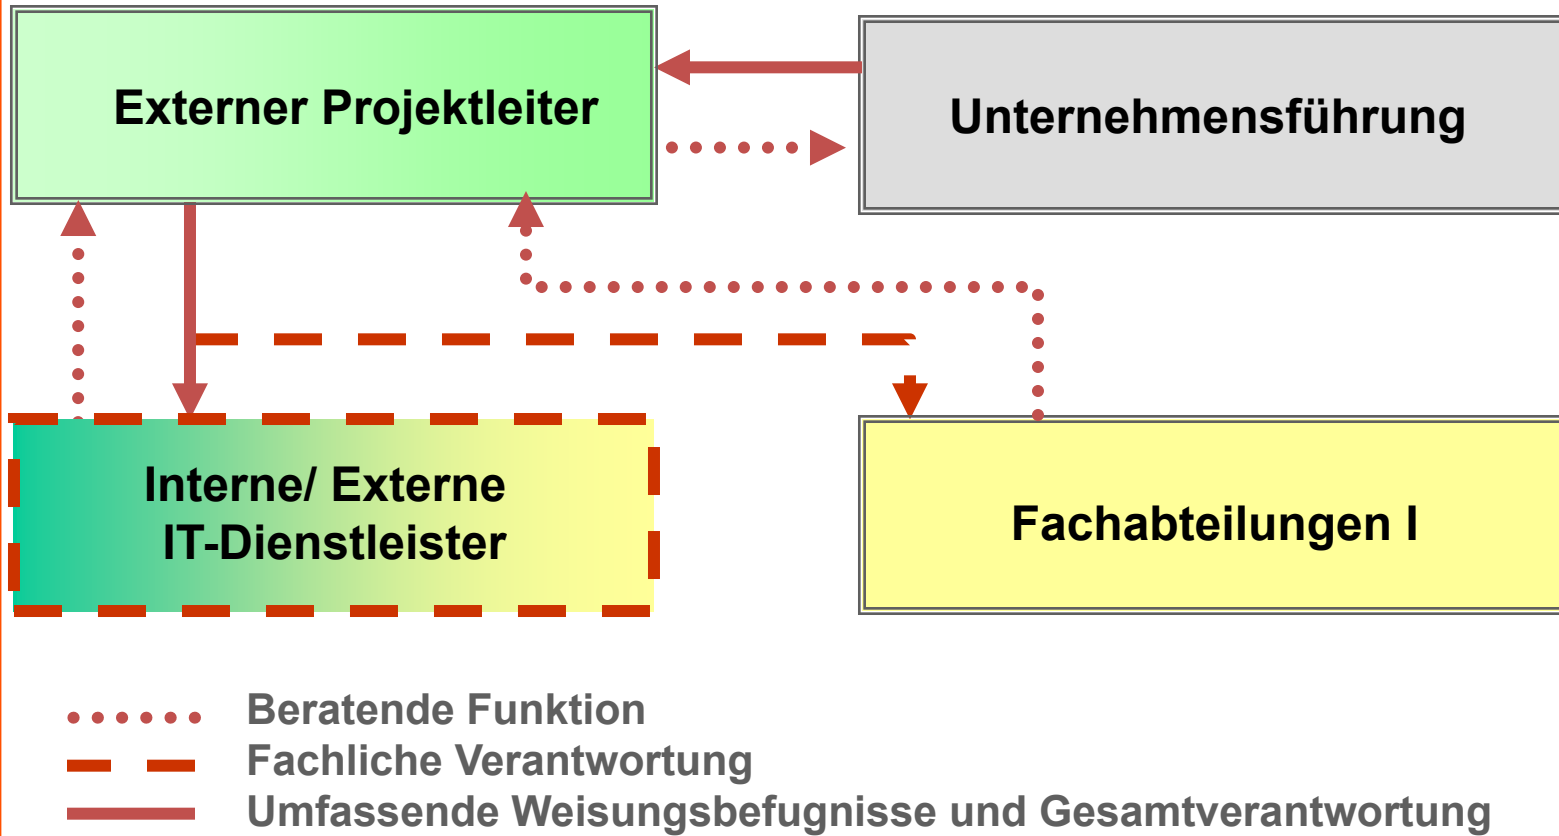 Externer Projektleiter
Unternehmensführung
Interne/ Externe
IT-Dienstleister
Fachabteilungen I
Beratende Funktion
Fachliche Verantwortung
Umfassende Weisungsbefugnisse und Gesamtverantwortung